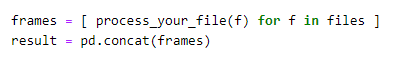 frames = [ process_your_file(f) for f in files ]
result = pd.concat(frames)